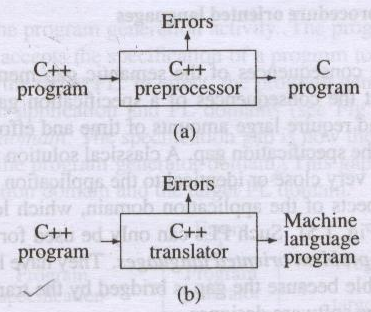 Errors
C++ program
C++ preprocessor
C program
(a)
Errors
C++ program
C++ translator
Machine language program
(b)